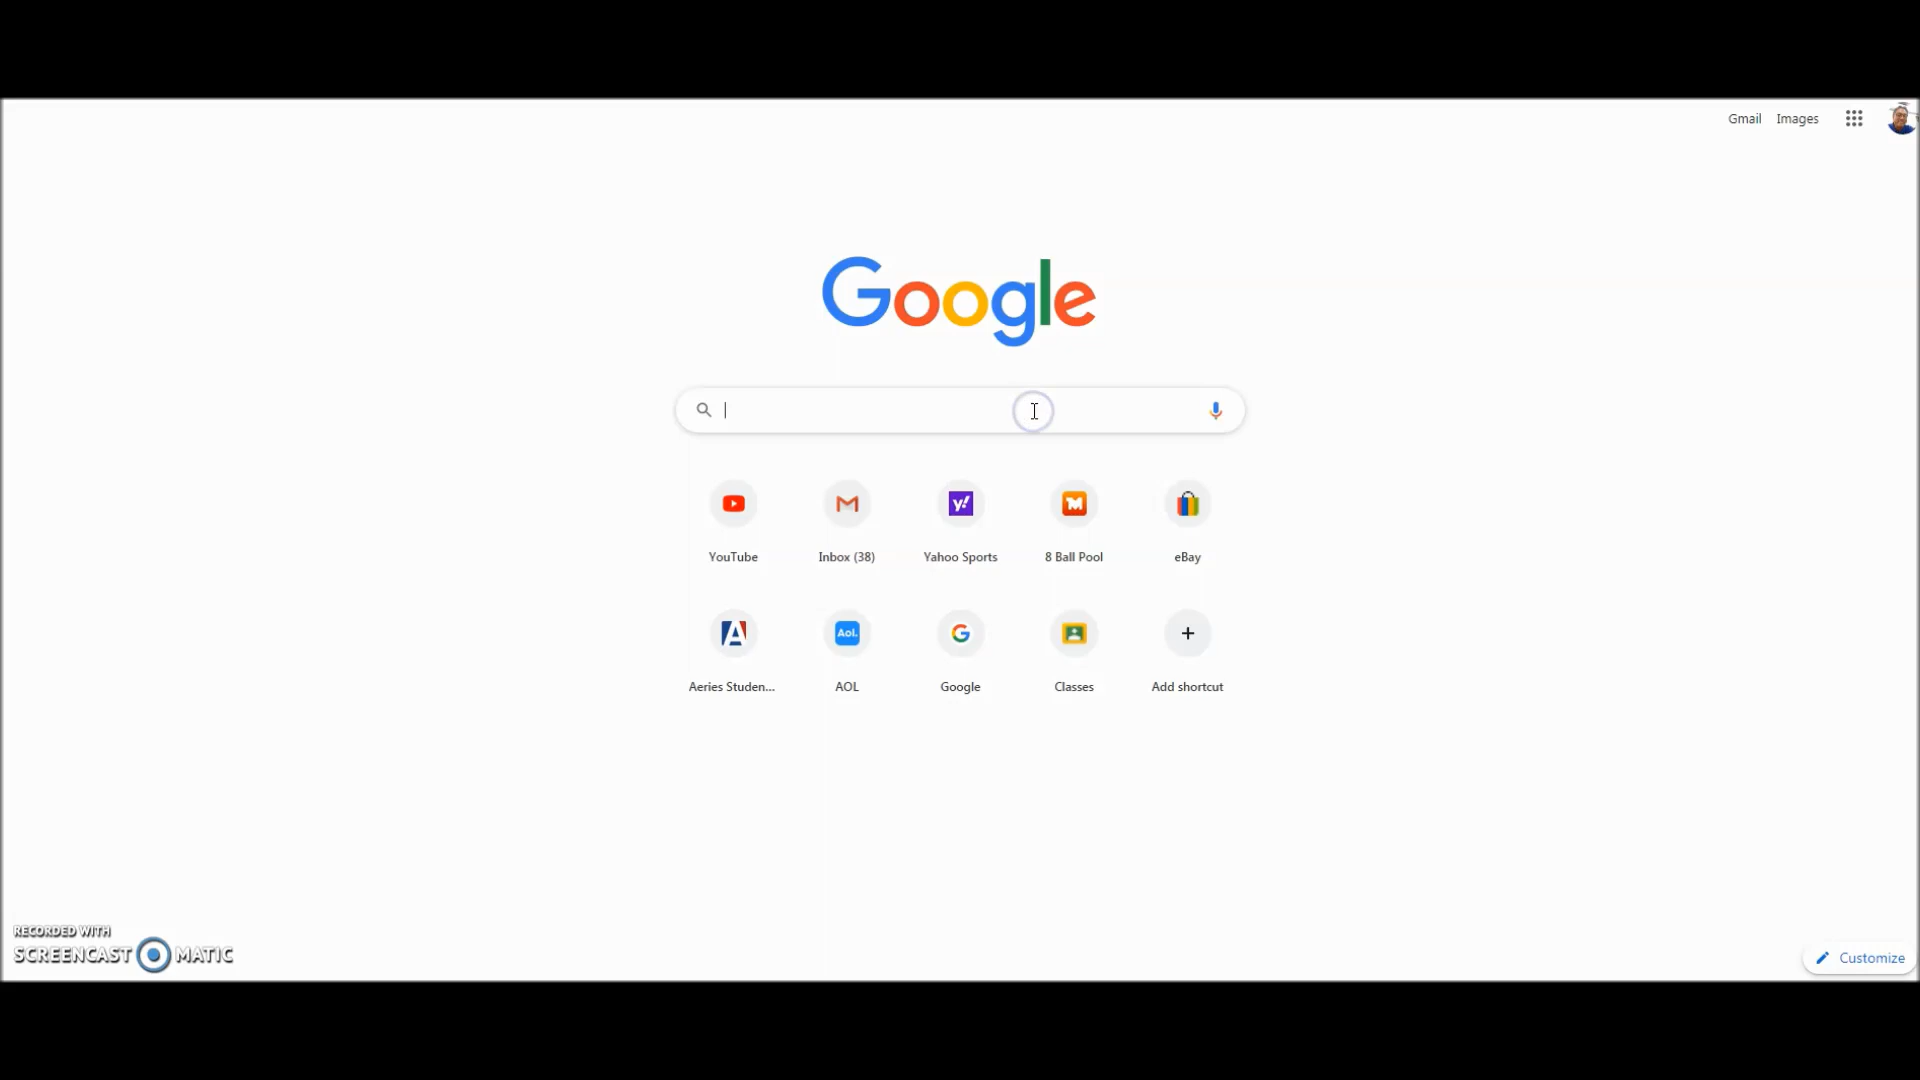 Gmail Images
Google
YouTube Inbox (38) Yahoo Sports 8 Ball Pool eBay
Aol.
Aeries Studen... AOL Google Classes Add shortcut
RECORDED WITH
SCREENCAST MATIC
Customize